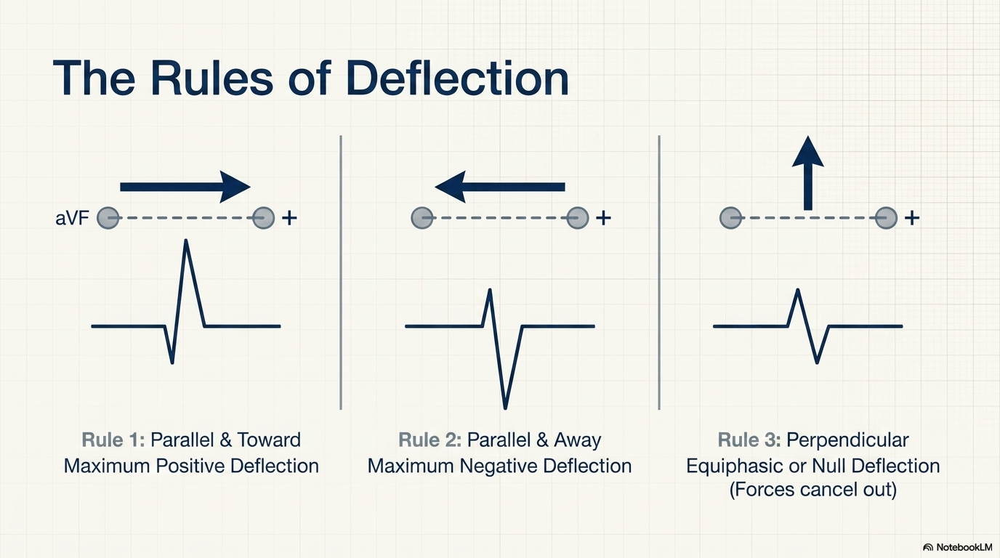 The Rules of Deflection
aVF
+
+
+
Rule 1: Parallel & Toward
Maximum Positive Deflection
Rule 2: Parallel & Away
Maximum Negative Deflection
Rule 3: Perpendicular
Equiphasic or Null Deflection
(Forces cancel out)
NotebookLM